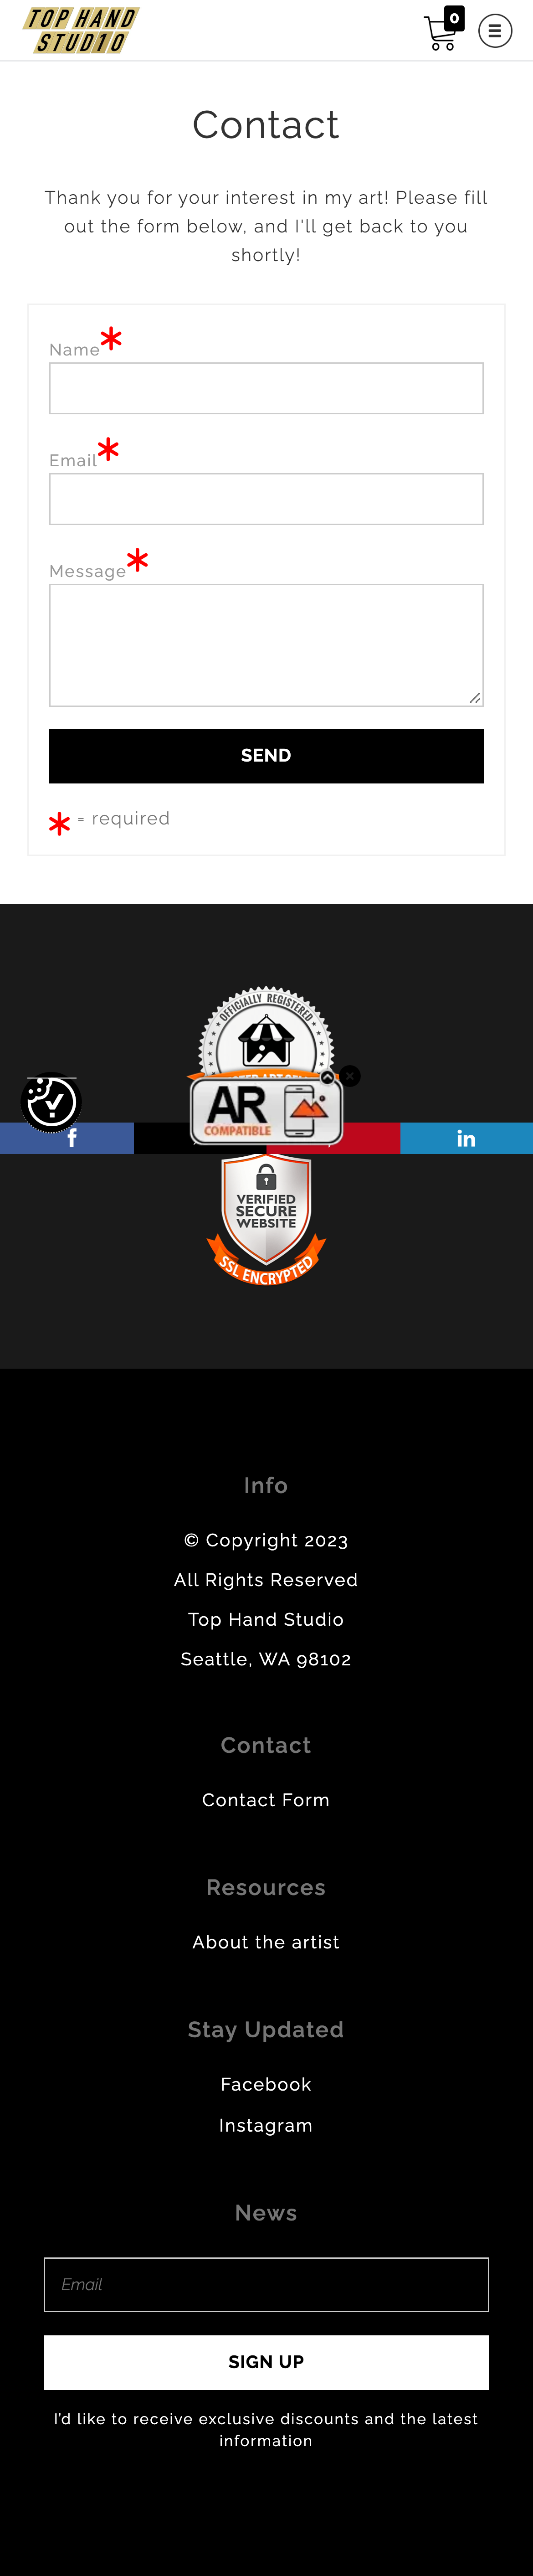 TOP HAND
STUD10
0
Contact
Thank you for your interest in my art! Please fill
out the form below, and I'll get back to you
shortly!
Name*
Email*
Message*
SEND
* = required
OFFICIALLY REGISTERED
AR
COMPATIBLE
f
in
VERIFIED
SECURE
WEBSITE
SSL ENCRYPTED
Info
© Copyright 2023
All Rights Reserved
Top Hand Studio
Seattle, WA 98102
Contact
Contact Form
Resources
About the artist
Stay Updated
Facebook
Instagram
News
Email
SIGN UP
I'd like to receive exclusive discounts and the latest
information